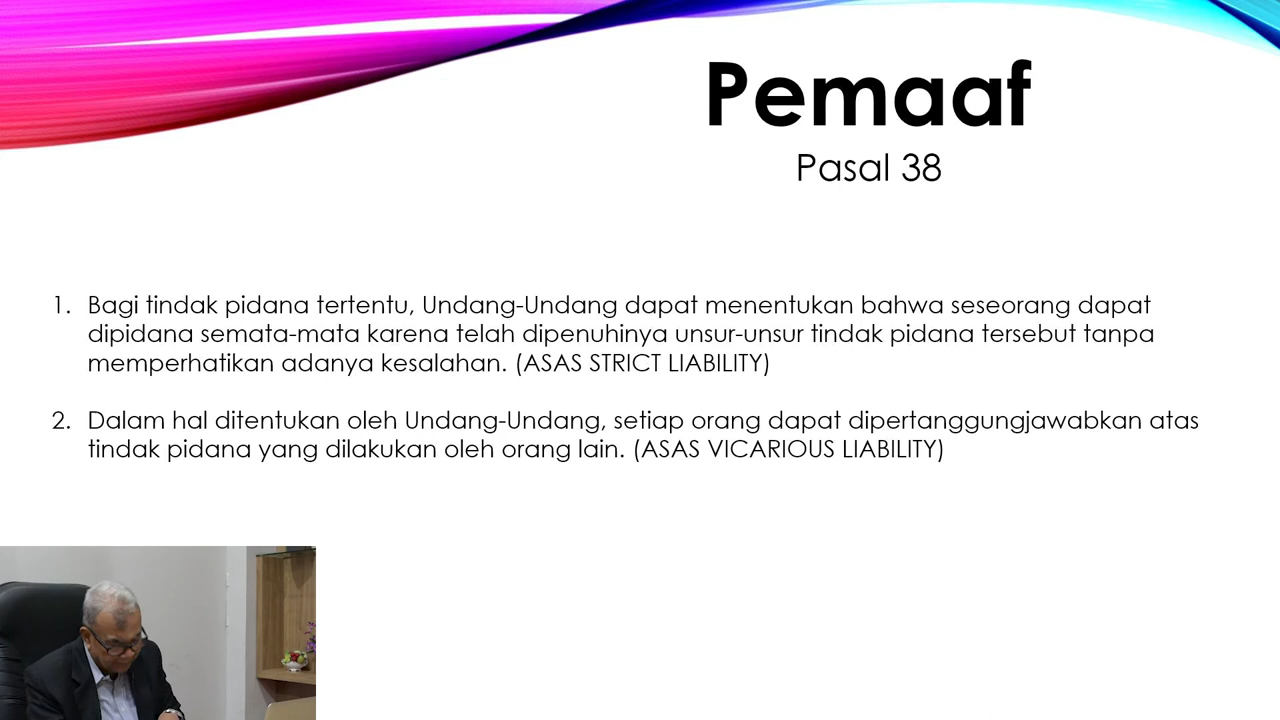 Pemaaf
Pasal 38
1. Bagi tindak pidana tertentu, Undang-Undang dapat menentukan bahwa seseorang dapat
dipidana semata-mata karena telah dipenuhinya unsur-unsur tindak pidana tersebut tanpa
memperhatikan adanya kesalahan. (ASAS STRICT LIABILITY)
2. Dalam hal ditentukan oleh Undang-Undang, setiap orang dapat dipertanggungjawabkan atas
tindak pidana yang dilakukan oleh orang lain. (ASAS VICARIOUS LIABILITY)